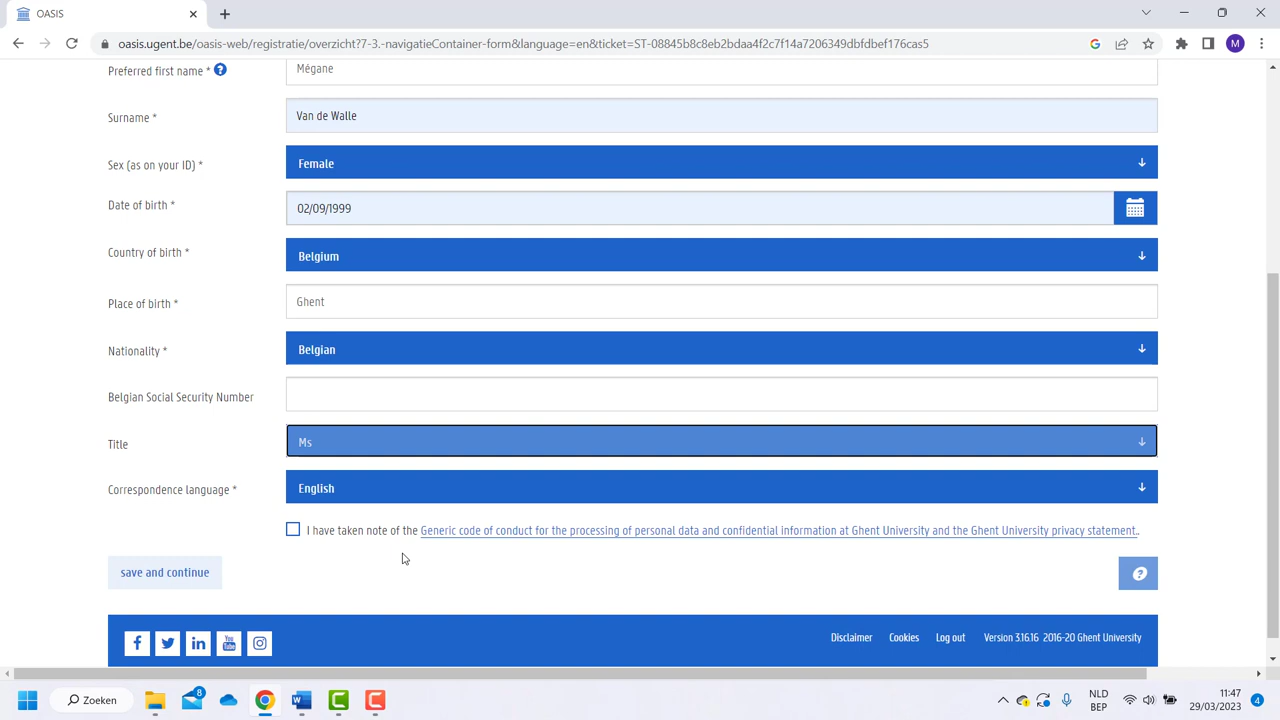 OASIS
oasis.ugent.be/oasis-web/registratie/overzicht?7-3.-navigatieContainer-form&language=en&ticket=ST-08845b8c8eb2bdaa4f2c7f14a7206349dbfdbef176cas5
Preferred first name * ?
Mégane
Surname *
Van de Walle
Sex (as on your ID) *
Female
Date of birth *
02/09/1999
Country of birth *
Belgium
Place of birth *
Ghent
Nationality *
Belgian
Belgian Social Security Number
Title
Ms
Correspondence language *
English
I have taken note of the Generic code of conduct for the processing of personal data and confidential information at Ghent University and the Ghent University privacy statement..
save and continue
?
Disclaimer Cookies Log out Version 3.16.16 2016-20 Ghent University
Zoeken
8
NLD
BEP
11:47
29/03/2023
4